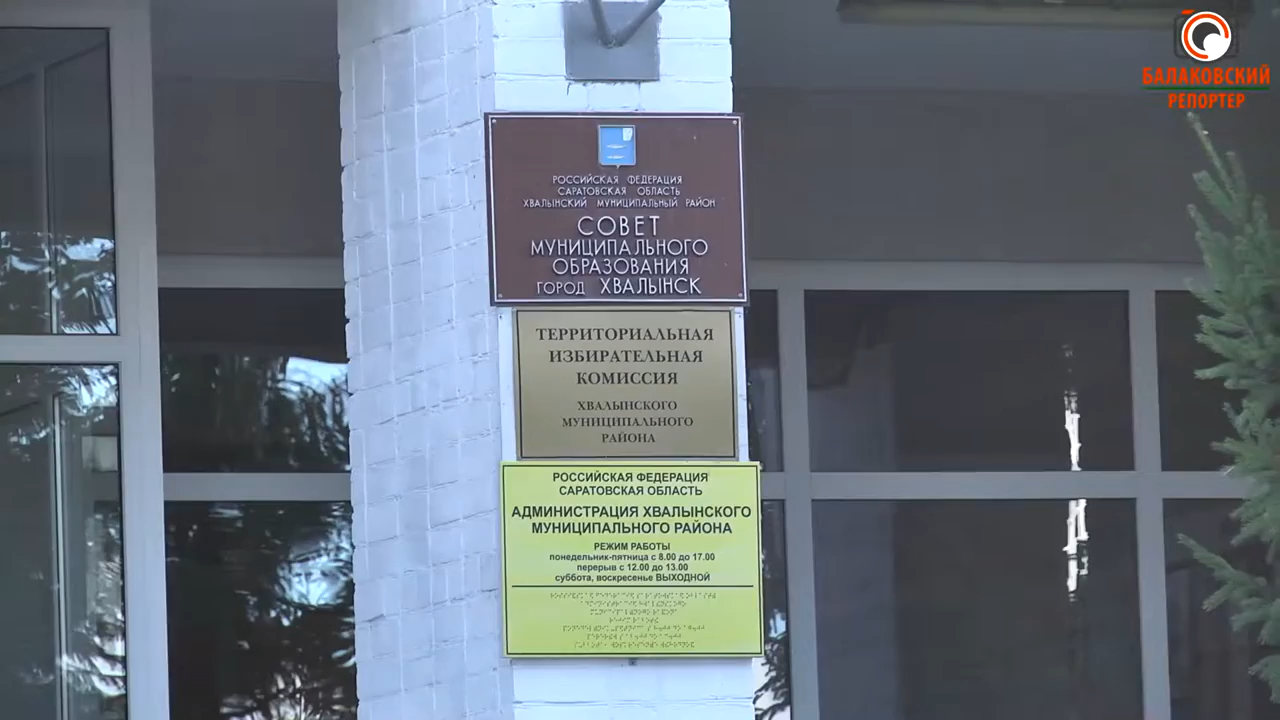 БАЛАКОВСКИЙ
РЕПОРТЕР
РОССИЙСКАЯ ФЕДЕРАЦИЯ
САРАТОВСКАЯ ОБЛАСТЬ
ХВАЛЫНСКИЙ МУНИЦИПАЛЬНЫЙ РАЙОН
СОВЕТ
МУНИЦИПАЛЬНОГО
ОБРАЗОВАНИЯ
ГОРОД ХВАЛЫНСК
ТЕРРИТОРИАЛЬНАЯ
ИЗБИРАТЕЛЬНАЯ
КОМИССИЯ
ХВАЛЫНСКОГО
МУНИЦИПАЛЬНОГО
РАЙОНА
РОССИЙСКАЯ ФЕДЕРАЦИЯ
САРАТОВСКАЯ ОБЛАСТЬ
АДМИНИСТРАЦИЯ ХВАЛЫНСКОГО
МУНИЦИПАЛЬНОГО РАЙОНА
РЕЖИМ РАБОТЫ
понедельник-пятница с 8.00 до 17.00
перерыв с 12.00 до 13.00
суббота, воскресенье ВЫХОДНОЙ